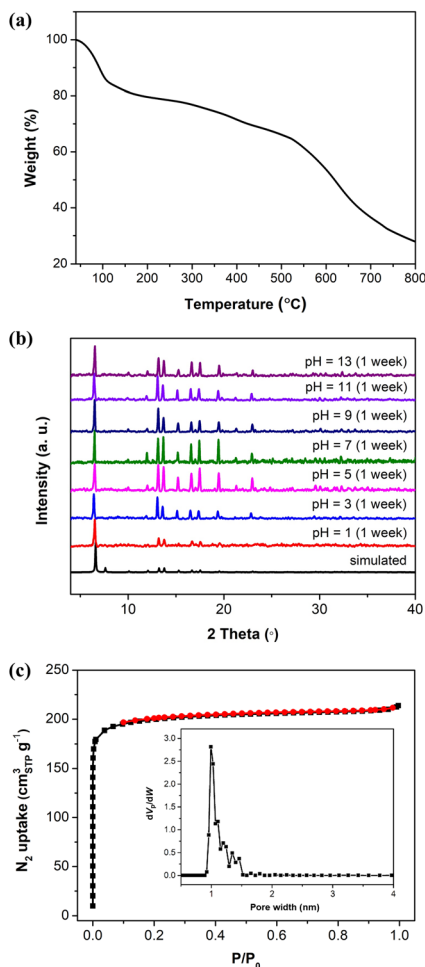 (a)
100
80
60
40
20
Weight (%)
100 200 300 400 500 600 700 800
Temperature (°C)
(b)
pH = 13 (1 week)
pH = 11 (1 week)
pH = 9 (1 week)
pH = 7 (1 week)
pH = 5 (1 week)
pH = 3 (1 week)
pH = 1 (1 week)
simulated
Intensity (a. u.)
10 20 30 40
2 Theta (°)
(c)
250
200
150
100
50
0
N₂ uptake (cm³STP g⁻¹)
3.0
2.5
2.0
1.5
1.0
0.5
0.0
dVp/dW
1 2 3 4
Pore width (nm)
0.0 0.2 0.4 0.6 0.8 1.0
P/P₀